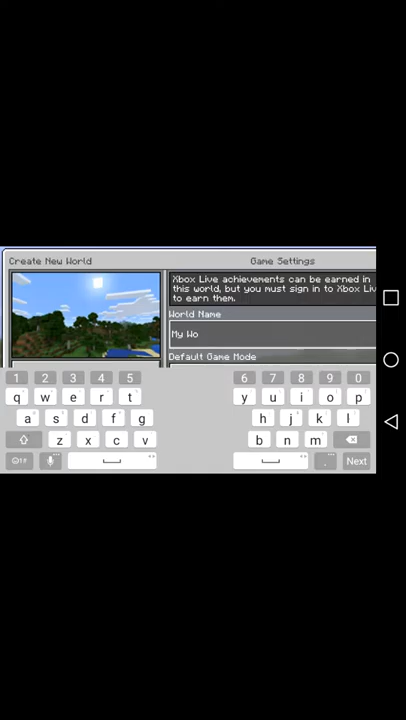 Create New World
Game Settings
Xbox Live achievements can be earned in
this world, but you must sign in to Xbox Liv
to earn them.
World Name
My Wo
Default Game Mode
1 2 3 4 5 6 7 8 9 0
q w e r t y u i o p
a s d f g h j k l
z x c v b n m
. Next